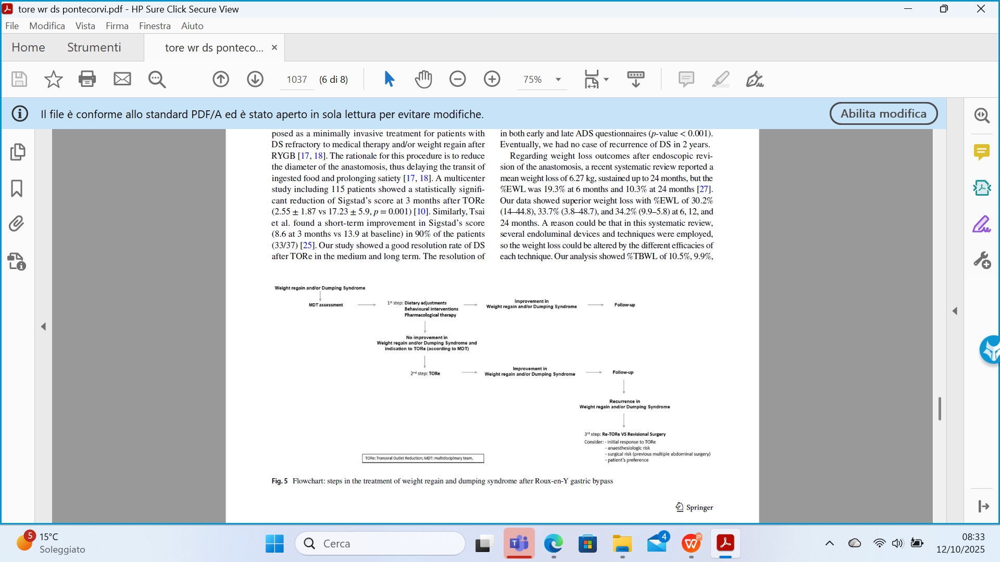 tore wr ds pontecorvi.pdf - HP Sure Click Secure View
File Modifica Vista Firma Finestra Aiuto
Home Strumenti tore wr ds ponteco...
1037 (6 di 8) 75%
Il file è conforme allo standard PDF/A ed è stato aperto in sola lettura per evitare modifiche.
Abilita modifica
posed as a minimally invasive treatment for patients with
DS refractory to medical therapy and/or weight regain after
RYGB [17, 18]. The rationale for this procedure is to reduce
the diameter of the anastomosis, thus delaying the transit of
ingested food and prolonging satiety [17, 18]. A multicenter
study including 115 patients showed a statistically signifi-
cant reduction of Sigstad's score at 3 months after TORe
(2.55 ± 1.87 vs 17.23 ± 5.9, p = 0.001) [10]. Similarly, Tsai
et al. found a short-term improvement in Sigstad's score
(8.6 at 3 months vs 13.9 at baseline) in 90% of the patients
(33/37) [25]. Our study showed a good resolution rate of DS
after TORe in the medium and long term. The resolution of
in both early and late ADS questionnaires (p-value < 0.001).
Eventually, we had no case of recurrence of DS in 2 years.
Regarding weight loss outcomes after endoscopic revi-
sion of the anastomosis, a recent systematic review reported a
mean weight loss of 6.27 kg, sustained up to 24 months, but the
%EWL was 19.3% at 6 months and 10.3% at 24 months [27].
Our data showed superior weight loss with %EWL of 30.2%
(14–44.8), 33.7% (3.8–48.7), and 34.2% (9.9–5.8) at 6, 12, and
24 months. A reason could be that in this systematic review,
several endoluminal devices and techniques were employed,
so the weight loss could be altered by the different efficacies of
each technique. Our analysis showed %TBWL of 10.5%, 9.9%,
Weight regain and/or Dumping Syndrome
MDT assessment
1st step: Dietary adjustments
Behavioural interventions
Pharmacological therapy
Improvement in
Weight regain and/or Dumping Syndrome
Follow-up
No improvement in
Weight regain and/or Dumping Syndrome and
indication to TORe (according to MDT)
2nd step: TORe
Improvement in
Weight regain and/or Dumping Syndrome
Follow-up
Recurrence in
Weight regain and/or Dumping Syndrome
3rd step: Re-TORe VS Revisional Surgery
Consider: - initial response to TORe
- anaesthesiologic risk
- surgical risk (previous multiple abdominal surgery)
- patient's preference
TORe: Transoral Outlet Reduction; MDT: multidisciplinary team.
Fig. 5 Flowchart: steps in the treatment of weight regain and dumping syndrome after Roux-en-Y gastric bypass
Springer
5
15°C
Soleggiato
Cerca
4
08:33
12/10/2025